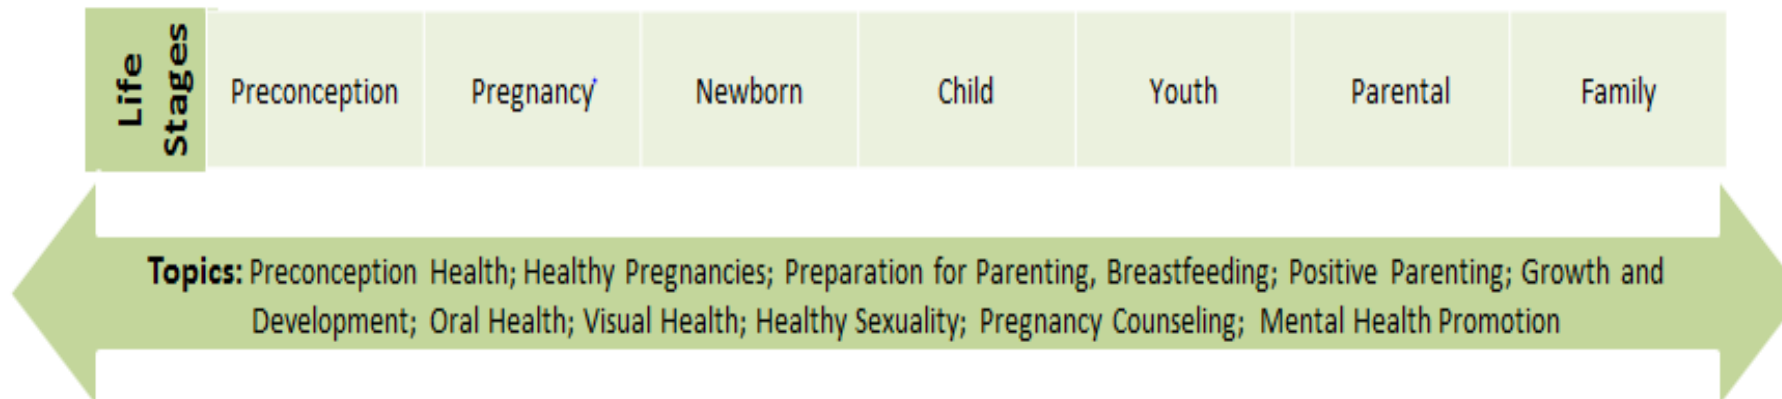 Life
Stages
Preconception
Pregnancy
Newborn
Child
Youth
Parental
Family
Topics: Preconception Health; Healthy Pregnancies; Preparation for Parenting, Breastfeeding; Positive Parenting; Growth and
Development; Oral Health; Visual Health; Healthy Sexuality; Pregnancy Counseling; Mental Health Promotion